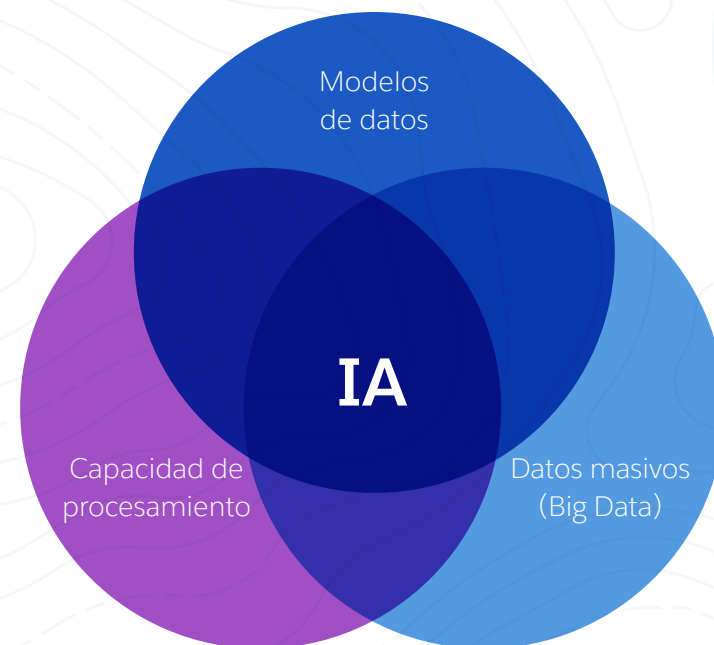 Modelos
de datos
IA
Capacidad de
procesamiento
Datos masivos
(Big Data)